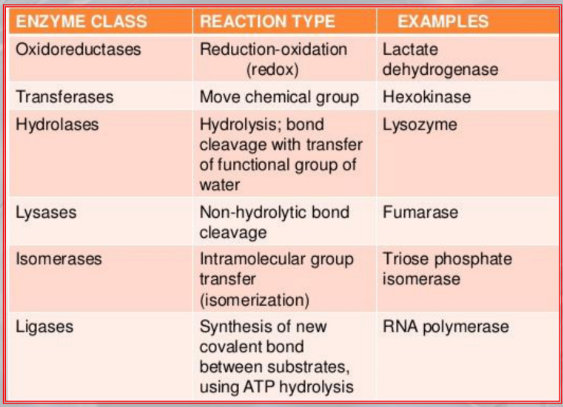 ENZYME CLASS REACTION TYPE EXAMPLES
Oxidoreductases Reduction-oxidation Lactate
(redox) dehydrogenase
Transferases Move chemical group Hexokinase
Hydrolases Hydrolysis; bond Lysozyme
cleavage with transfer
of functional group of
water
Lysases Non-hydrolytic bond Fumarase
cleavage
Isomerases Intramolecular group Triose phosphate
transfer isomerase
(isomerization)
Ligases Synthesis of new RNA polymerase
covalent bond
between substrates,
using ATP hydrolysis